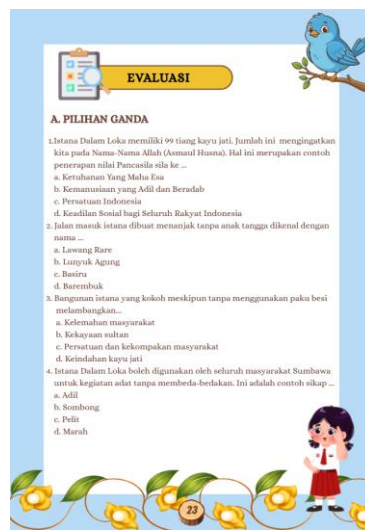 EVALUASI
A. PILIHAN GANDA
1.Istana Dalam Loka memiliki 99 tiang kayu jati. Jumlah ini mengingatkan
kita pada Nama-Nama Allah (Asmaul Husna). Hal ini merupakan contoh
penerapan nilai Pancasila sila ke ...
a. Ketuhanan Yang Maha Esa
b. Kemanusiaan yang Adil dan Beradab
c. Persatuan Indonesia
d. Keadilan Sosial bagi Seluruh Rakyat Indonesia
2. Jalan masuk istana dibuat menanjak tanpa anak tangga dikenal dengan
nama ...
a. Lawang Rare
b. Lunyuk Agung
c. Basiru
d. Barembuk
3. Bangunan istana yang kokoh meskipun tanpa menggunakan paku besi
melambangkan...
a. Kelemahan masyarakat
b. Kekayaan sultan
c. Persatuan dan kekompakan masyarakat
d. Keindahan kayu jati
4. Istana Dalam Loka boleh digunakan oleh seluruh masyarakat Sumbawa
untuk kegiatan adat tanpa membeda-bedakan. Ini adalah contoh sikap ...
a. Adil
b. Sombong
c. Pelit
d. Marah
23